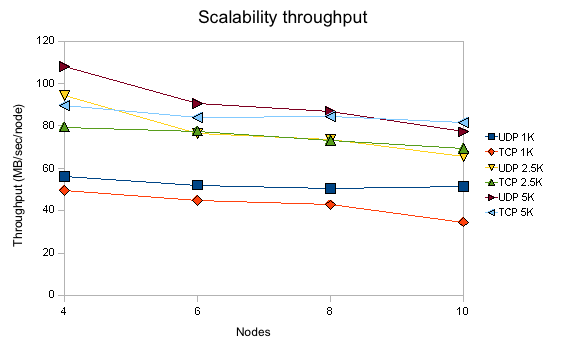 Scalability throughput
Throughput (MB/sec/node)
120
100
80
60
40
20
0
4
6
8
10
Nodes
UDP 1K
TCP 1K
UDP 2.5K
TCP 2.5K
UDP 5K
TCP 5K